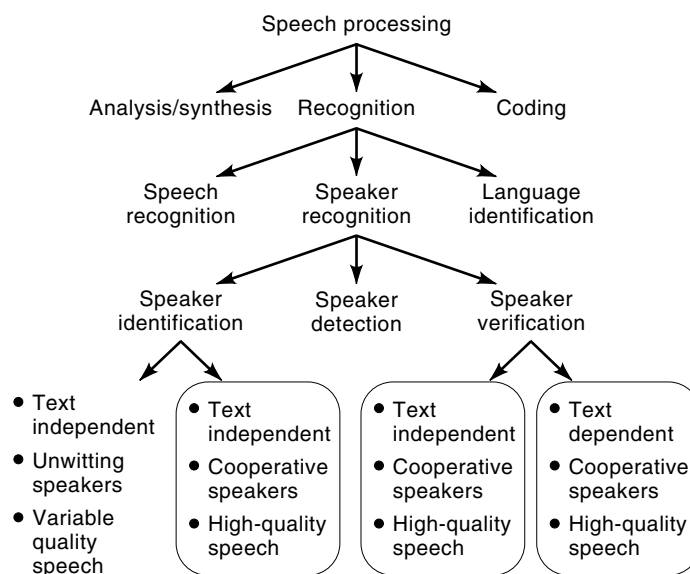 Speech processing
Analysis/synthesis Recognition Coding
Speech recognition
Speaker recognition
Language identification
Speaker identification
Speaker detection
Speaker verification
• Text
independent
• Unwitting
speakers
• Variable
quality
speech
• Text
independent
• Cooperative
speakers
• High-quality
speech
• Text
independent
• Cooperative
speakers
• High-quality
speech
• Text
dependent
• Cooperative
speakers
• High-quality
speech